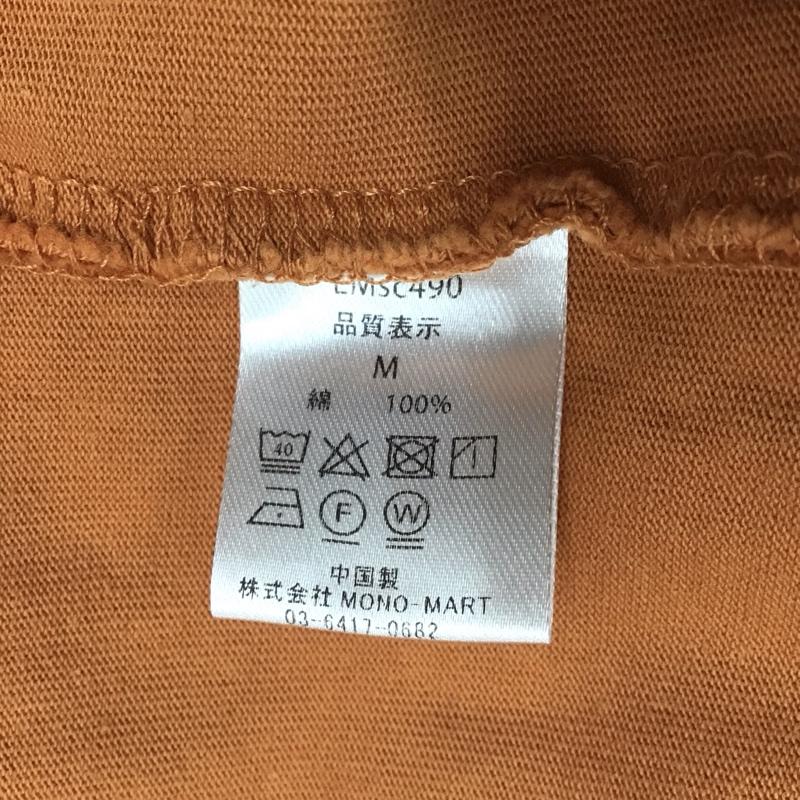 EMSC490
品質表示
M
綿 100%
40
F W
中国製
株式会社 MONO-MART
03-6417-0682